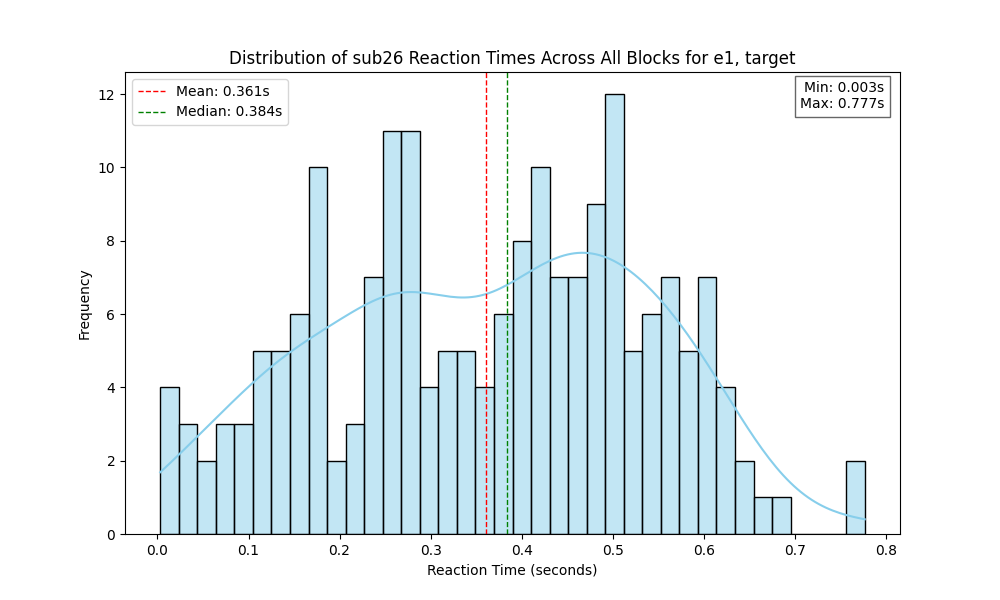 Distribution of sub26 Reaction Times Across All Blocks for e1, target
Mean: 0.361s
Median: 0.384s
Min: 0.003s
Max: 0.777s
12
10
8
6
4
2
0
Frequency
0.0 0.1 0.2 0.3 0.4 0.5 0.6 0.7 0.8
Reaction Time (seconds)